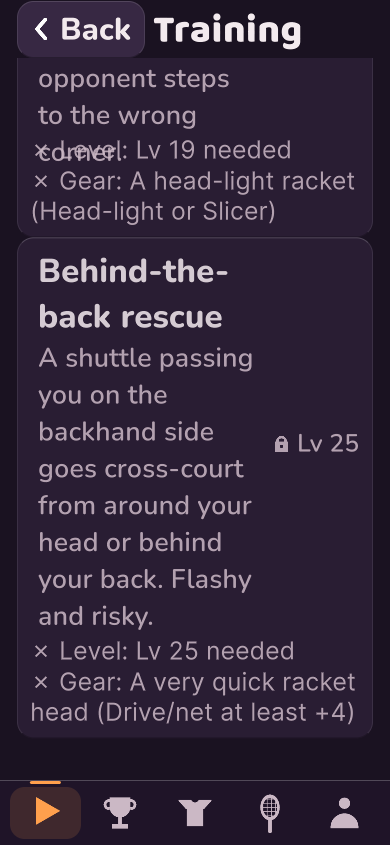 Back Training
opponent steps
to the wrong
corner.
× Level: Lv 19 needed
× Gear: A head-light racket
(Head-light or Slicer)
Behind-the-
back rescue
A shuttle passing
you on the
backhand side
goes cross-court
from around your
head or behind
your back. Flashy
and risky.
Lv 25
× Level: Lv 25 needed
× Gear: A very quick racket
head (Drive/net at least +4)